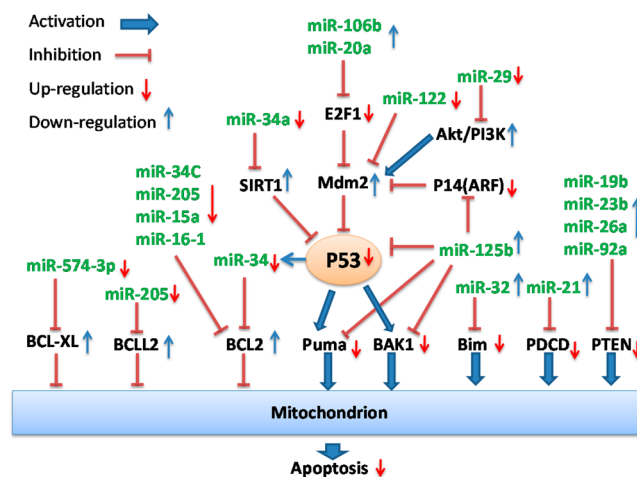 Activation
Inhibition
Up-regulation
Down-regulation
miR-106b
miR-20a
miR-29
miR-34a
E2F1
miR-122
Akt/PI3K
miR-34C
miR-205
miR-15a
miR-16-1
SIRT1
Mdm2
P14(ARF)
miR-19b
miR-23b
miR-26a
miR-92a
miR-574-3p
miR-34
P53
miR-125b
miR-205
miR-32
miR-21
BCL-XL
BCLL2
BCL2
Puma
BAK1
Bim
PDCD
PTEN
Mitochondrion
Apoptosis